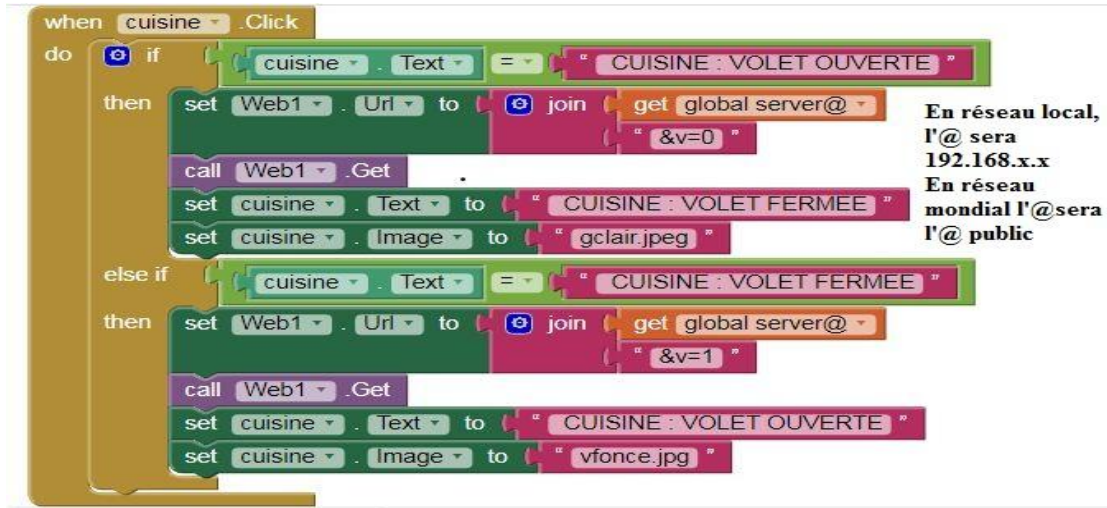 when cuisine .Click
do if cuisine . Text = " CUISINE : VOLET OUVERTE "
then set Web1 . Url to join get global server@
" &v=0 "
call Web1 .Get
set cuisine . Text to " CUISINE : VOLET FERMEE "
set cuisine . Image to " gclair.jpeg "
En réseau local,
l'@ sera
192.168.x.x
En réseau
mondial l'@sera
l'@ public
else if cuisine . Text = " CUISINE : VOLET FERMEE "
then set Web1 . Url to join get global server@
" &v=1 "
call Web1 .Get
set cuisine . Text to " CUISINE : VOLET OUVERTE "
set cuisine . Image to " vfonce.jpg "